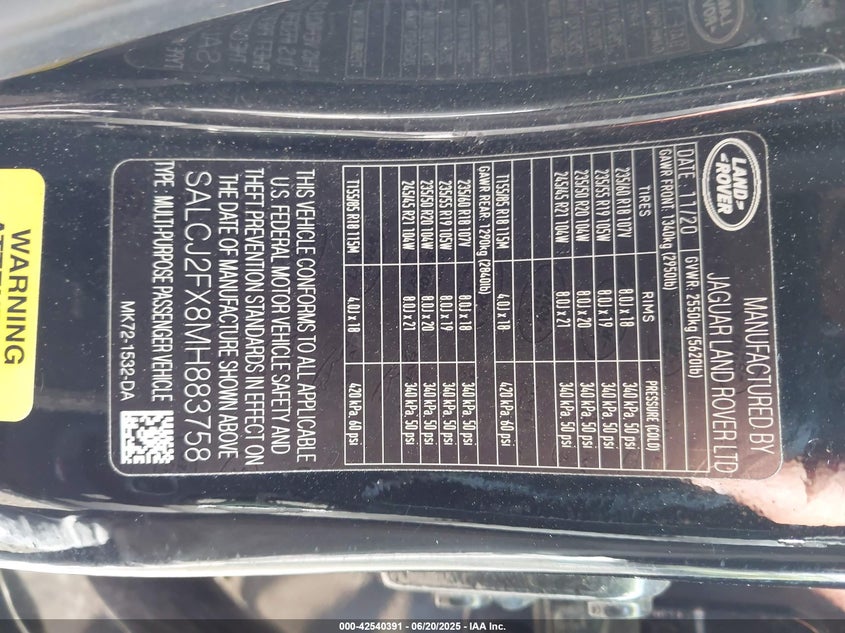 LAND-
ROVER
MANUFACTURED BY
JAGUAR LAND ROVER LTD
DATE: 11/20 GVWR: 2550kg (5620lb)
GAWR FRONT: 1340kg (2950lb)
TIRES RIMS PRESSURE (COLD)
235/60 R18 107V 8.0J x 18 340 kPa, 50 psi
235/55 R19 105W 8.0J x 19 340 kPa, 50 psi
235/50 R20 104W 8.0J x 20 340 kPa, 50 psi
245/45 R21 104W 8.0J x 21 340 kPa, 50 psi
T155/85 R18 115M 4.0J x 18 420 kPa, 60 psi
GAWR REAR: 1290kg (2840lb)
235/60 R18 107V 8.0J x 18 340 kPa, 50 psi
235/55 R19 105W 8.0J x 19 340 kPa, 50 psi
235/50 R20 104W 8.0J x 20 340 kPa, 50 psi
245/45 R21 104W 8.0J x 21 340 kPa, 50 psi
T155/85 R18 115M 4.0J x 18 420 kPa, 60 psi
THIS VEHICLE CONFORMS TO ALL APPLICABLE
U.S. FEDERAL MOTOR VEHICLE SAFETY AND
THEFT PREVENTION STANDARDS IN EFFECT ON
THE DATE OF MANUFACTURE SHOWN ABOVE
SALCJ2FX8MH883758
TYPE: MULTI-PURPOSE PASSENGER VEHICLE
MK72-1532-DA
WARNING
000-42540391 - 06/20/2025 - IAA Inc.